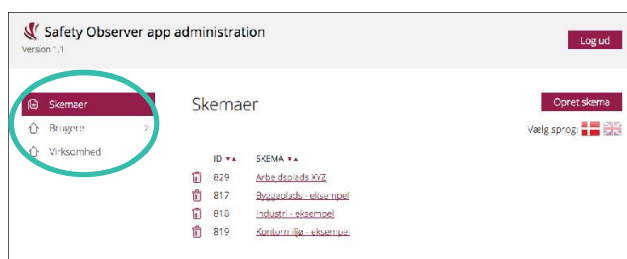 Safety Observer app administration
Version 1.1
Log ud
Skemaer
Brugere
Virksomhed
Skemaer
Opret skema
Vælg sprog:
ID SKEMA
829 Arbejdsplads XYZ
817 Byggeplads - eksempel
818 Industri - eksempel
819 Kontormiljø - eksempel